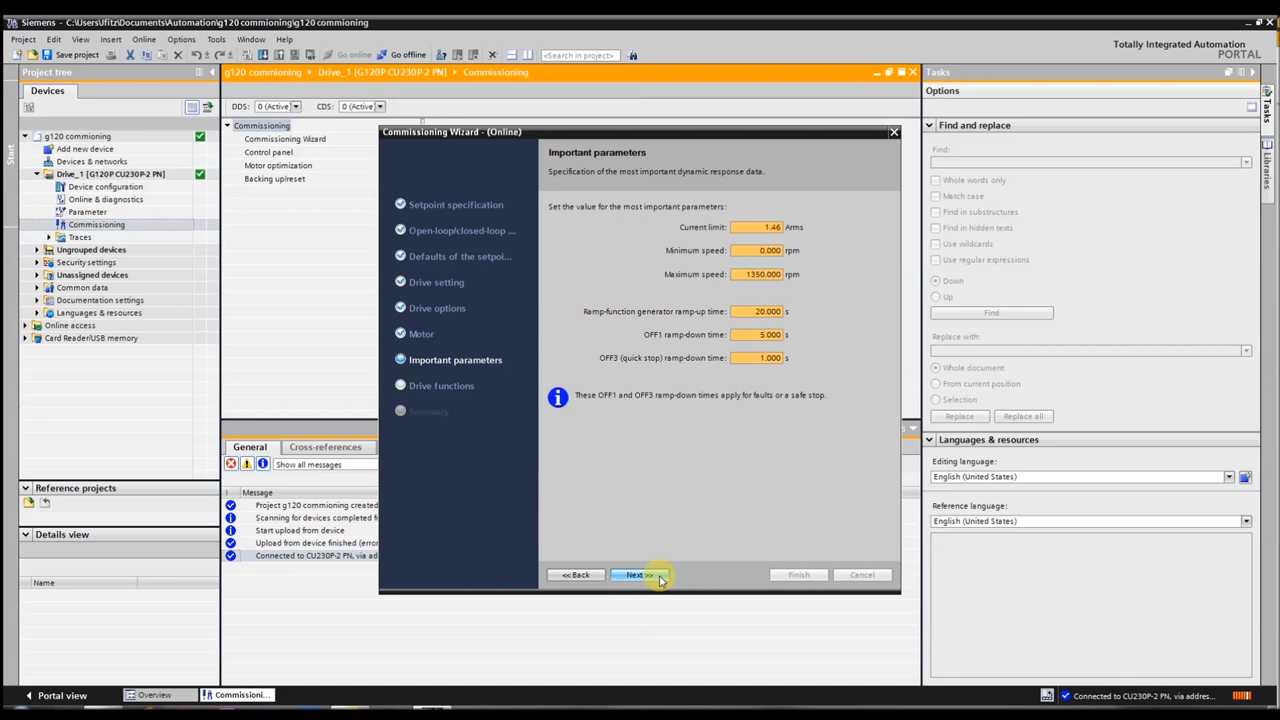 Siemens - C:\Users\lfitz\Documents\Automation\g120 commioning\g120 commioning
Project Edit View Insert Online Options Tools Window Help
Save project Go online Go offline <Search in project>
Totally Integrated Automation
PORTAL
Project tree
Devices
g120 commioning
Add new device
Devices & networks
Drive_1 [G120P CU230P-2 PN]
Device configuration
Online & diagnostics
Parameter
Commissioning
Traces
Ungrouped devices
Security settings
Unassigned devices
Common data
Documentation settings
Languages & resources
Online access
Card Reader/USB memory
Reference projects
Details view
Name
Start
g120 commioning Drive_1 [G120P CU230P-2 PN] Commissioning
DDS: 0 (Active) CDS: 0 (Active)
Commissioning
Commissioning Wizard
Control panel
Motor optimization
Backing up/reset
Commissioning Wizard - (Online)
Setpoint specification
Open-loop/closed-loop ...
Defaults of the setpoi...
Drive setting
Drive options
Motor
Important parameters
Drive functions
Summary
Important parameters
Specification of the most important dynamic response data.
Set the value for the most important parameters:
Current limit: 1.46 Arms
Minimum speed: 0.000 rpm
Maximum speed: 1350.000 rpm
Ramp-function generator ramp-up time: 20.000 s
OFF1 ramp-down time: 5.000 s
OFF3 (quick stop) ramp-down time: 1.000 s
These OFF1 and OFF3 ramp-down times apply for faults or a safe stop.
<< Back Next >> Finish Cancel
General Cross-references
Show all messages
! Message
Project g120 commioning created
Scanning for devices completed
Start upload from device
Upload from device finished (erro
Connected to CU230P-2 PN, via ad
Tasks
Options
Find and replace
Find:
Whole words only
Match case
Find in substructures
Find in hidden texts
Use wildcards
Use regular expressions
Down
Up
Find
Replace with:
Whole document
From current position
Selection
Replace Replace all
Languages & resources
Editing language:
English (United States)
Reference language:
English (United States)
Tasks
Libraries
Portal view Overview Commissioni... Connected to CU230P-2 PN, via addres...